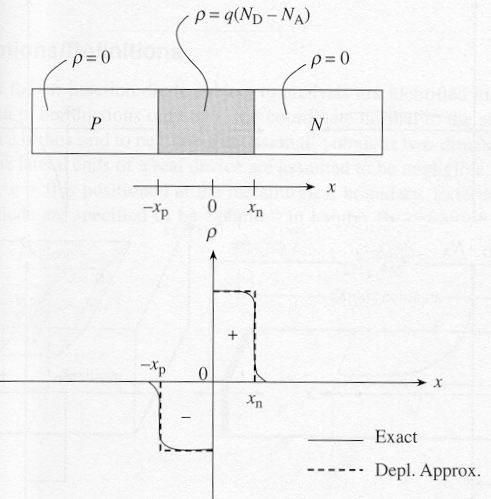 ρ = q(N_D − N_A)
ρ = 0
ρ = 0
P
N
−x_p
0
x_n
x
ρ
−x_p
0
x
x_n
+
−
Exact
Depl. Approx.